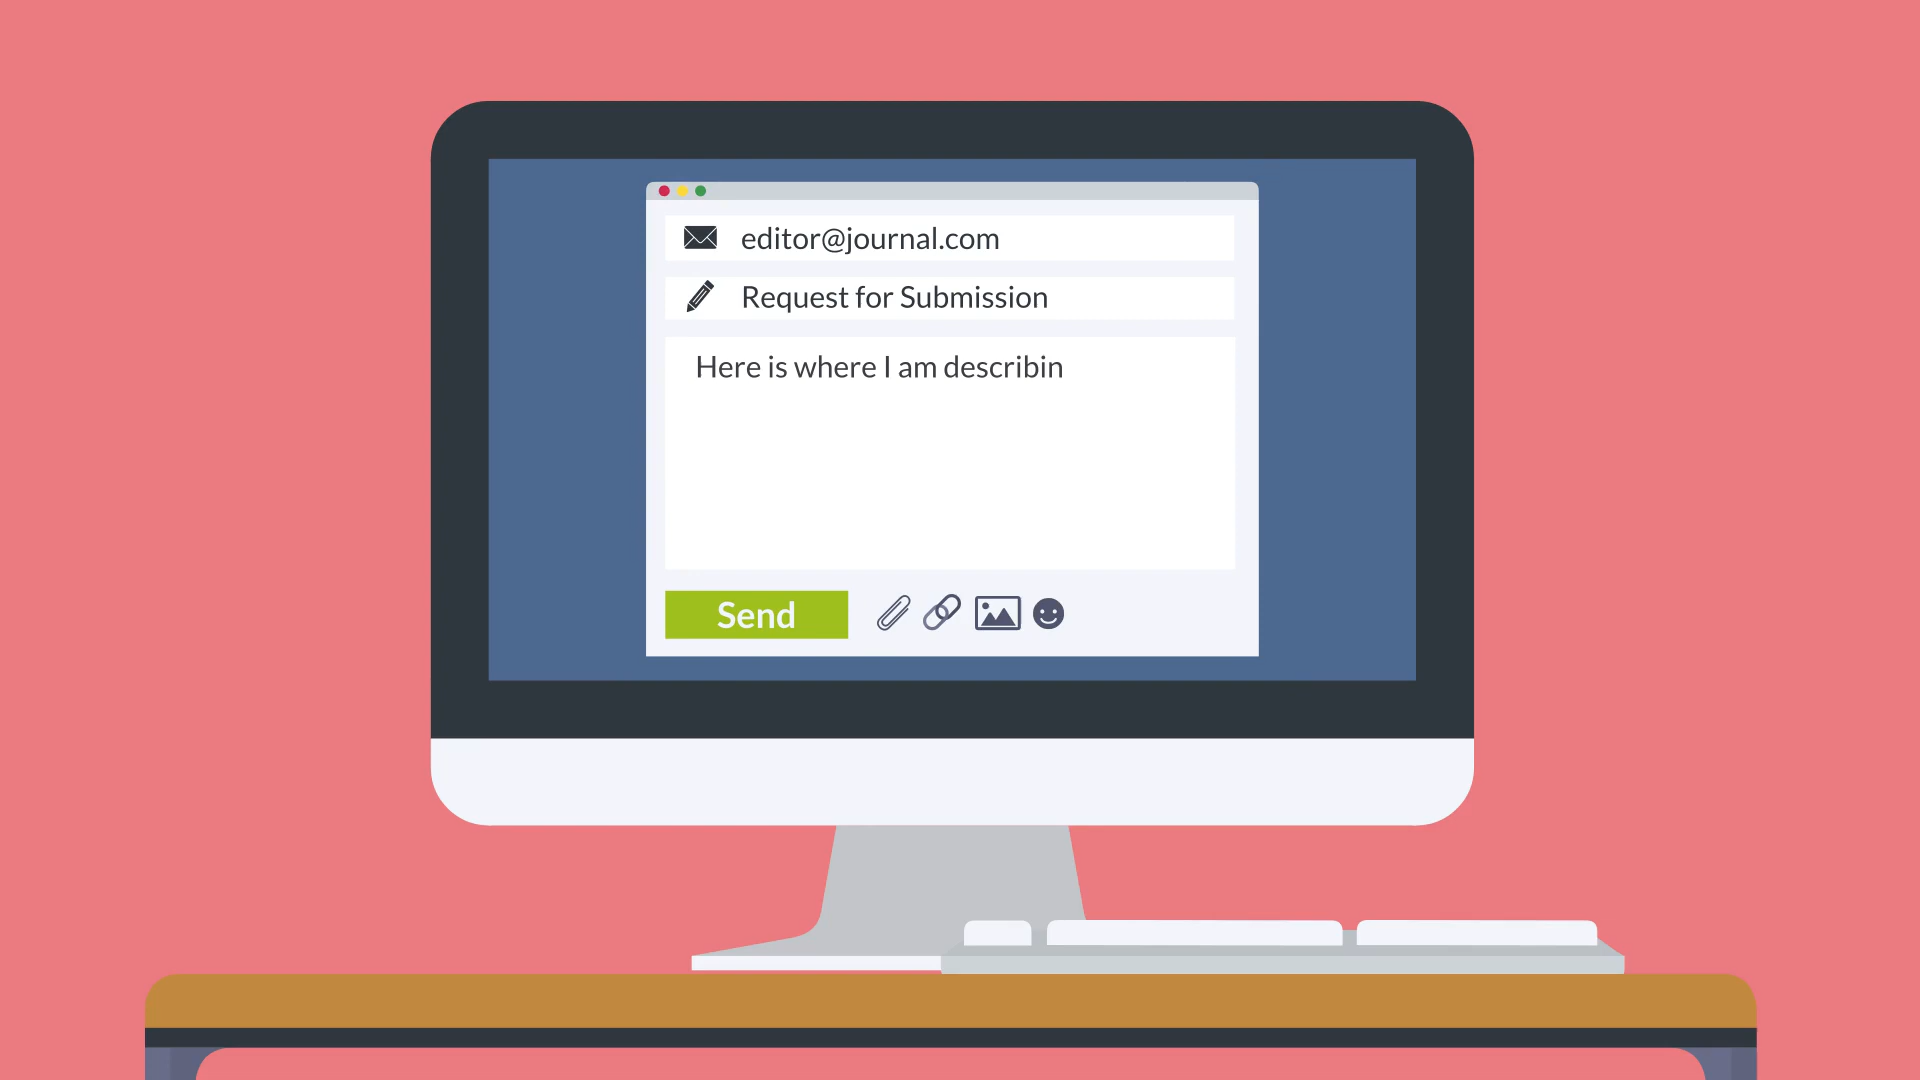 editor@journal.com
Request for Submission
Here is where I am describin
Send